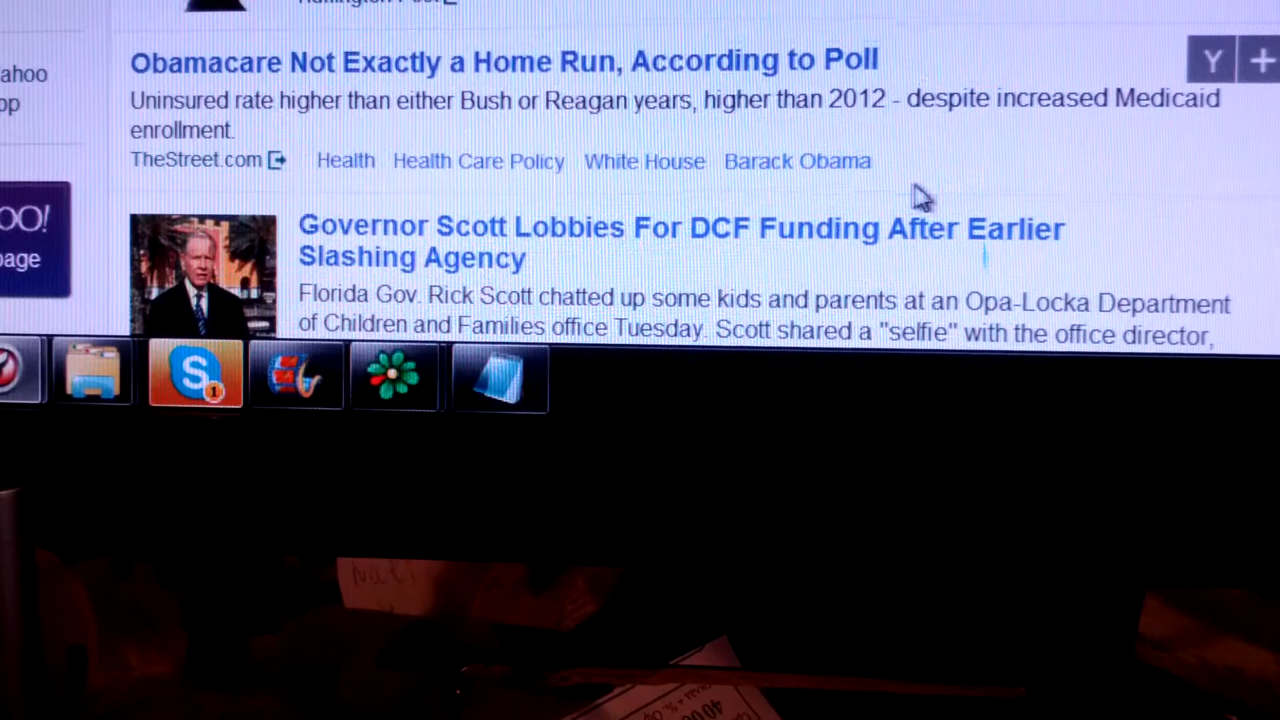 ahoo
Obamacare Not Exactly a Home Run, According to Poll
Y +
Uninsured rate higher than either Bush or Reagan years, higher than 2012 - despite increased Medicaid
enrollment.
TheStreet.com Health Health Care Policy White House Barack Obama
OO!
page
Governor Scott Lobbies For DCF Funding After Earlier
Slashing Agency
Florida Gov. Rick Scott chatted up some kids and parents at an Opa-Locka Department
of Children and Families office Tuesday. Scott shared a "selfie" with the office director,
S
1